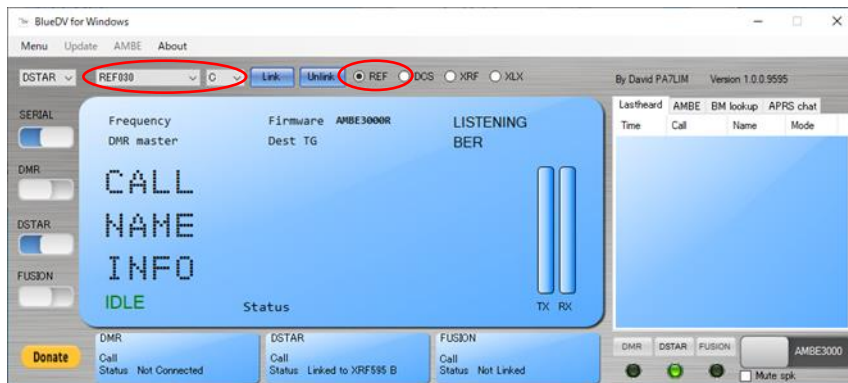 BlueDV for Windows
Menu Update AMBE About
DSTAR REF030 C Link Unlink REF DCS XRF XLX By David PA7LIM Version 1.0.0.9595
SERIAL
DMR
DSTAR
FUSION
Donate
Frequency Firmware AMBE3000R LISTENING
DMR master Dest TG BER
CALL
NAME
INFO
IDLE Status TX RX
DMR
Call
Status Not Connected
DSTAR
Call
Status Linked to XRF595 B
FUSION
Call
Status Not Linked
Lastheard AMBE BM lookup APRS chat
Time Call Name Mode
DMR DSTAR FUSION AMBE3000
Mute spk